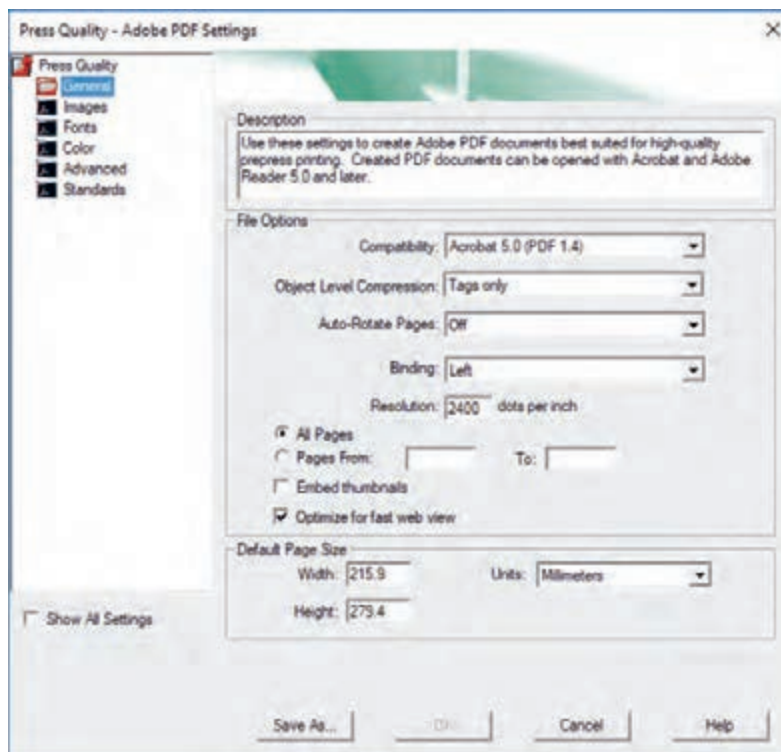 Press Quality - Adobe PDF Settings
Press Quality
General
Images
Fonts
Color
Advanced
Standards
Show All Settings
Description
Use these settings to create Adobe PDF documents best suited for high-quality
prepress printing. Created PDF documents can be opened with Acrobat and Adobe
Reader 5.0 and later.
File Options
Compatibility: Acrobat 5.0 (PDF 1.4)
Object Level Compression: Tags only
Auto-Rotate Pages: Off
Binding: Left
Resolution: 2400 dots per inch
All Pages
Pages From: To:
Embed thumbnails
Optimize for fast web view
Default Page Size
Width: 215.9 Units: Millimeters
Height: 279.4
Save As... OK Cancel Help